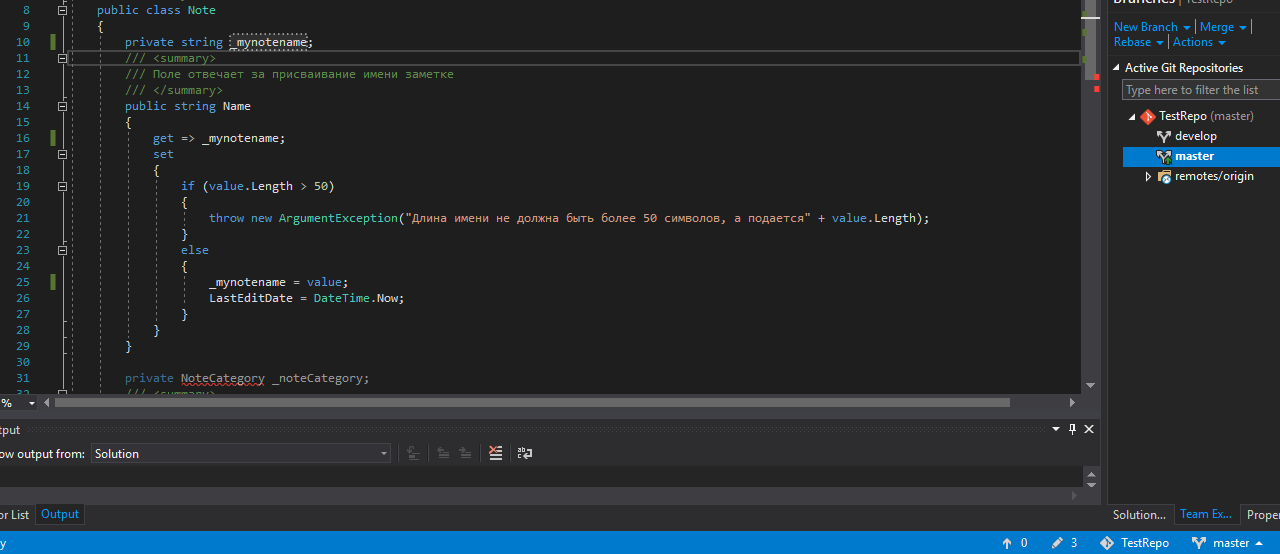 8 public class Note
9 {
10 private string _mynotename;
11 /// <summary>
12 /// Поле отвечает за присваивание имени заметке
13 /// </summary>
14 public string Name
15 {
16 get => _mynotename;
17 set
18 {
19 if (value.Length > 50)
20 {
21 throw new ArgumentException("Длина имени не должна быть более 50 символов, а подается" + value.Length);
22 }
23 else
24 {
25 _mynotename = value;
26 LastEditDate = DateTime.Now;
27 }
28 }
29 }
30
31 private NoteCategory _noteCategory;
32 /// <summary>
%
tput
ow output from:
Solution
or List
Output
Branches | TestRepo
New Branch | Merge |
Rebase | Actions
Active Git Repositories
Type here to filter the list
TestRepo (master)
develop
master
remotes/origin
Solution...
Team Ex...
Proper
y
0
3
TestRepo
master